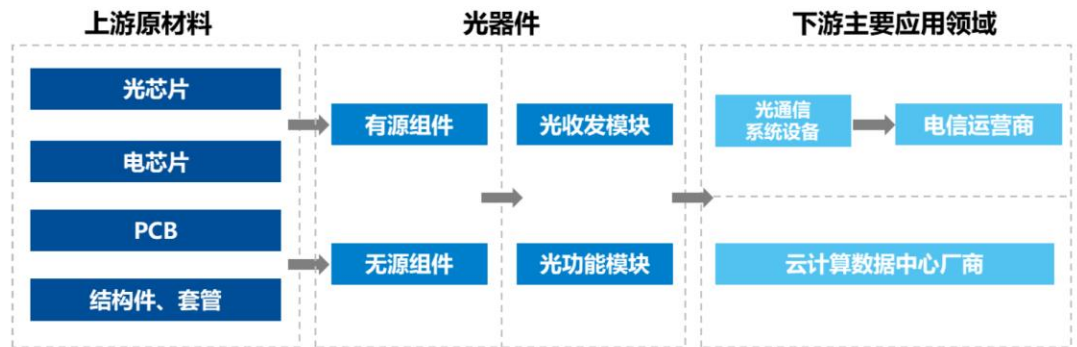 上游原材料
光器件
下游主要应用领域
光芯片
电芯片
PCB
结构件、套管
有源组件
无源组件
光收发模块
光功能模块
光通信
系统设备
电信运营商
云计算数据中心厂商